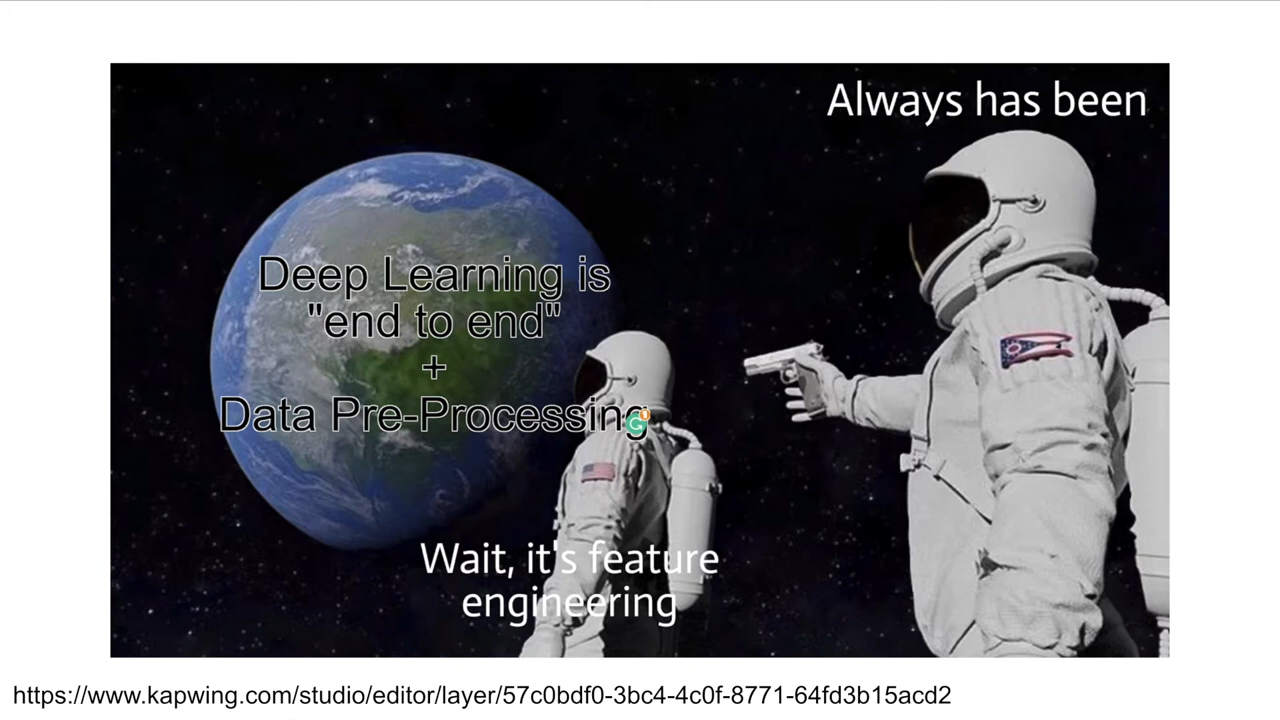 Always has been
Deep Learning is
"end to end"
+
Data Pre-Processing
Wait, it's feature
engineering
https://www.kapwing.com/studio/editor/layer/57c0bdf0-3bc4-4c0f-8771-64fd3b15acd2